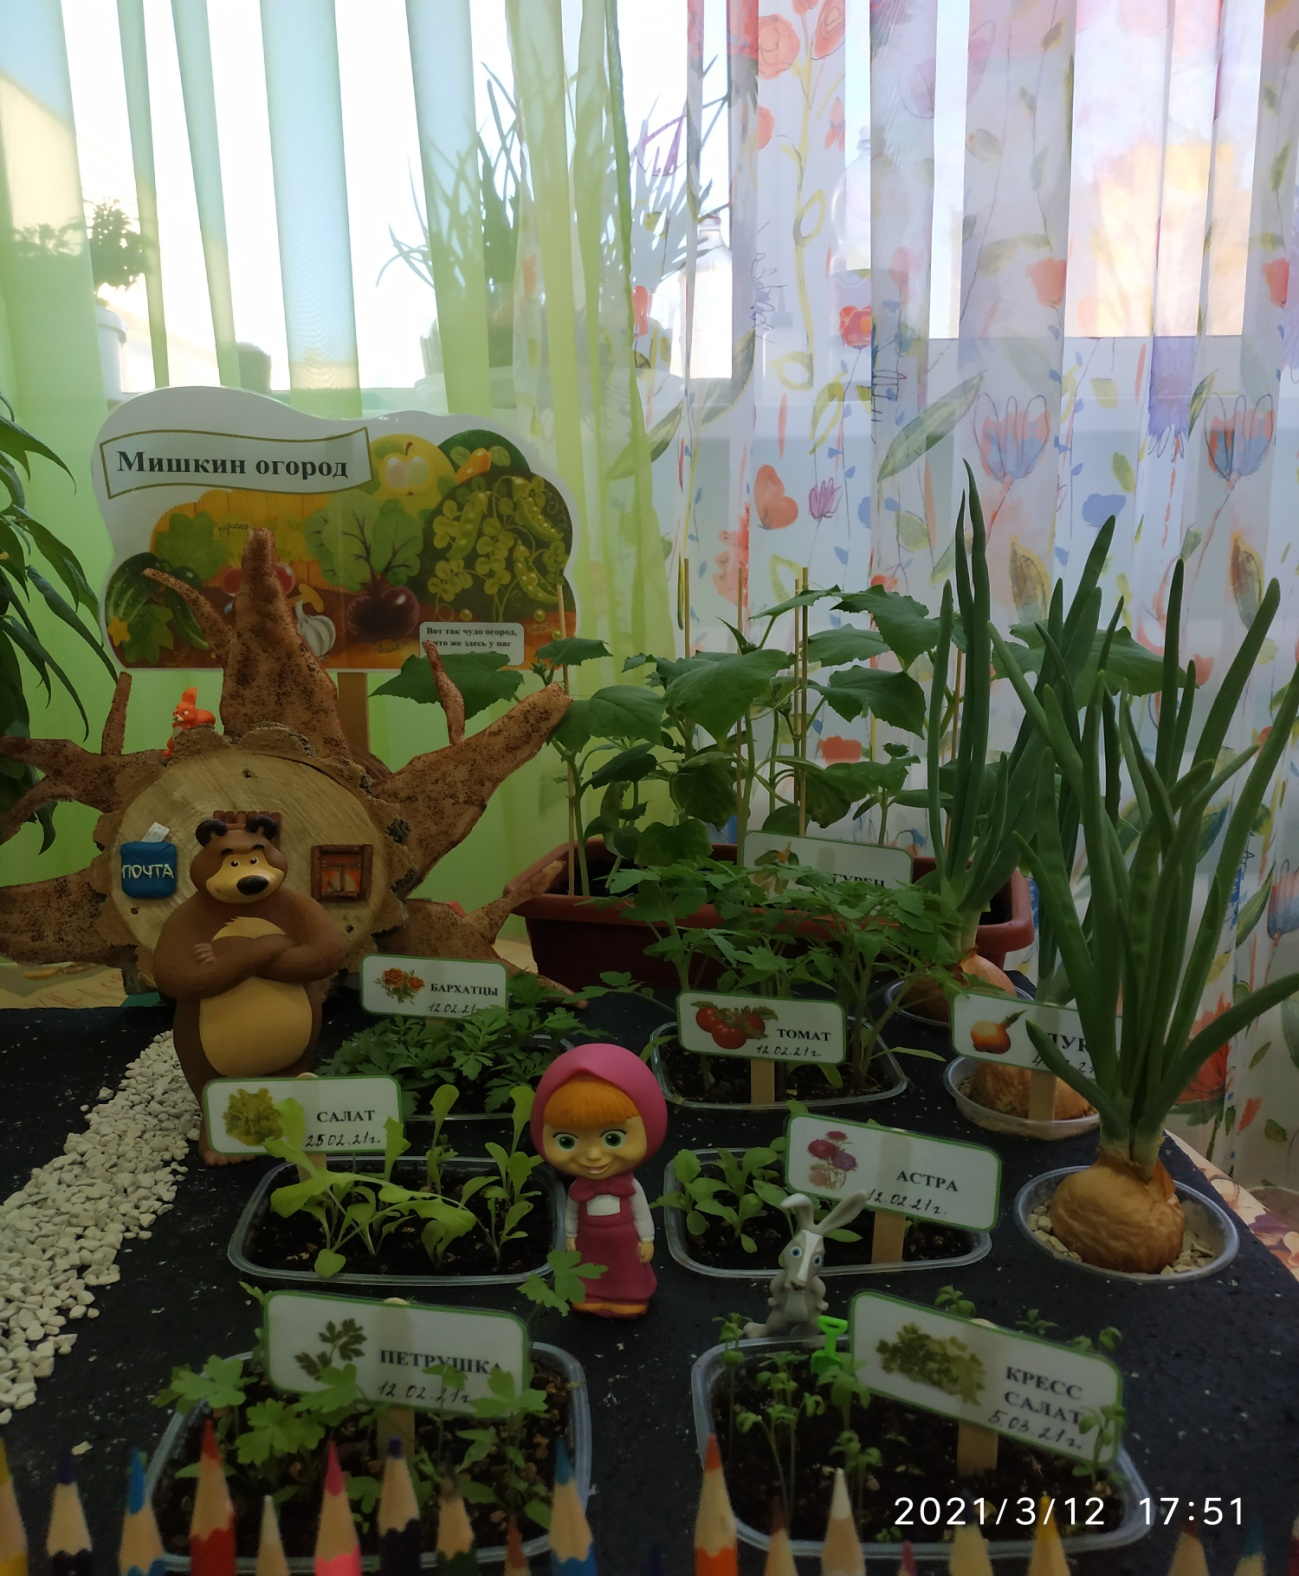 Мишкин огород
Вот так чудо огород,
что же здесь у нас
ПОЧТА
БАРХАТЦЫ
12.02.21г.
ТОМАТ
12.02.21г.
САЛАТ
25.02.21г.
АСТРА
12.02.21г.
ПЕТРУШКА
12.02.21г.
КРЕСС
САЛАТ
5.03.21г.
2021/3/12 17:51